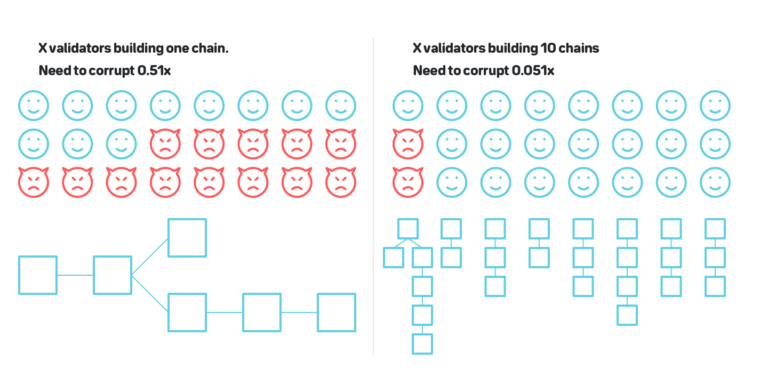 X validators building one chain.
Need to corrupt 0.51x
X validators building 10 chains
Need to corrupt 0.051x